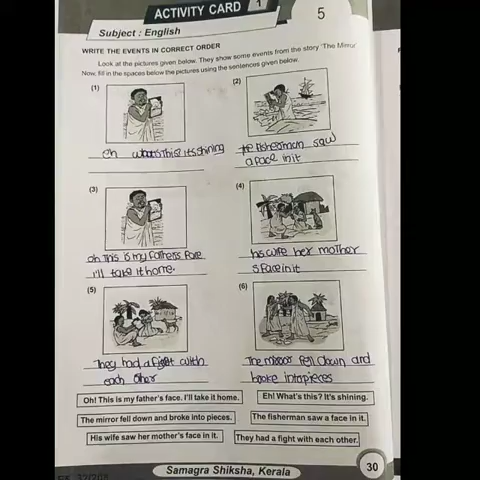 ACTIVITY CARD 1
5
Subject : English
WRITE THE EVENTS IN CORRECT ORDER
Look at the pictures given below. They show some events from the story 'The Mirror'
Now, fill in the spaces below the pictures using the sentences given below.
(1)
(2)
eh what's This it's shining
The fisherman saw
a face in it
(3)
(4)
oh This is my fathers face
i'll take it home.
his wife her mother
s face in it
(5)
(6)
They had a fight with
each other
The mirror fell down and
broke into pieces
Oh! This is my father's face. I'll take it home.
Eh! What's this? It's shining.
The mirror fell down and broke into pieces.
The fisherman saw a face in it.
His wife saw her mother's face in it.
They had a fight with each other.
Samagra Shiksha, Kerala
30